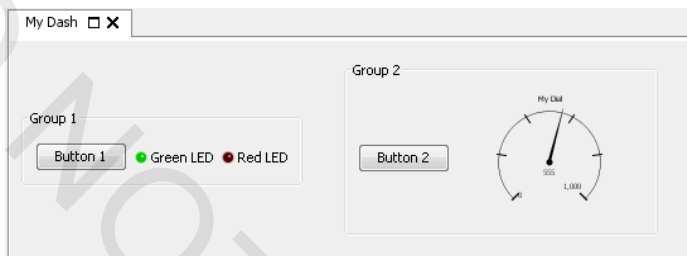 My Dash
Group 1
Button 1
Green LED
Red LED
Group 2
Button 2
My Dial
555
0
1,000